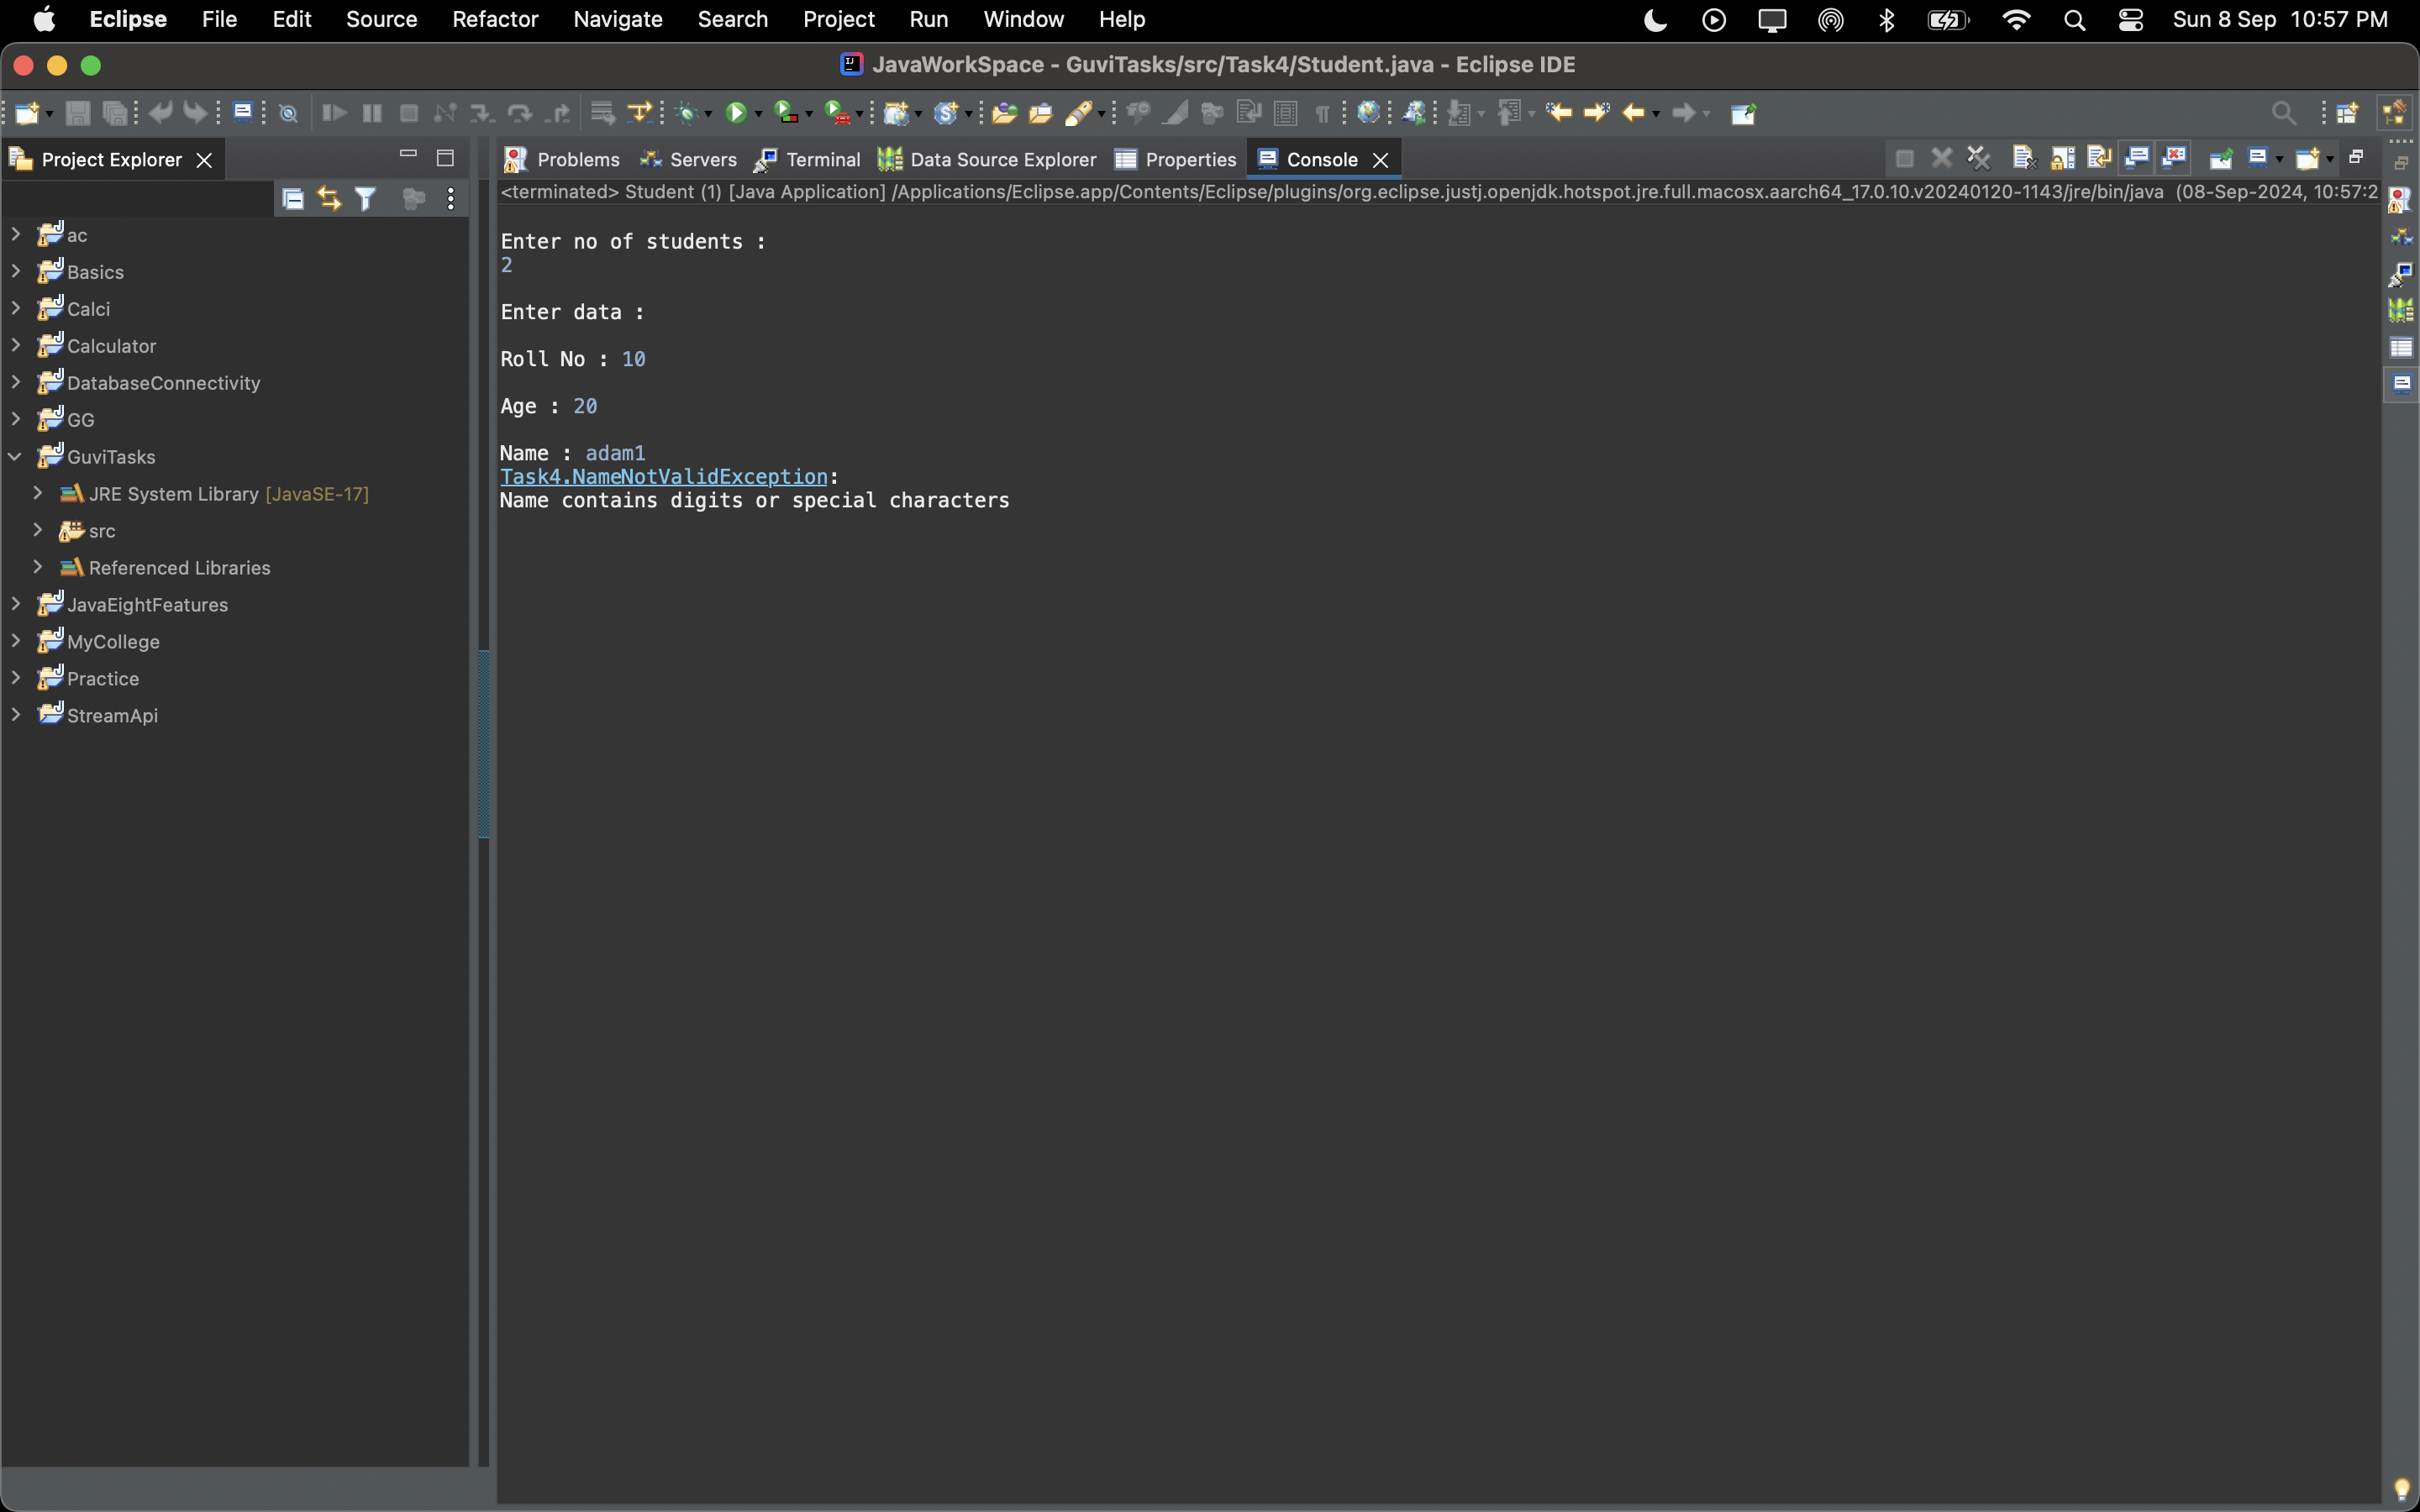 Eclipse File Edit Source Refactor Navigate Search Project Run Window Help Sun 8 Sep 10:57 PM
JavaWorkSpace - GuviTasks/src/Task4/Student.java - Eclipse IDE
Project Explorer
Problems Servers Terminal Data Source Explorer Properties Console
<terminated> Student (1) [Java Application] /Applications/Eclipse.app/Contents/Eclipse/plugins/org.eclipse.justj.openjdk.hotspot.jre.full.macosx.aarch64_17.0.10.v20240120-1143/jre/bin/java (08-Sep-2024, 10:57:2
ac
Basics
Calci
Calculator
DatabaseConnectivity
GG
GuviTasks
JRE System Library [JavaSE-17]
src
Referenced Libraries
JavaEightFeatures
MyCollege
Practice
StreamApi
Enter no of students :
2
Enter data :
Roll No : 10
Age : 20
Name : adam1
Task4.NameNotValidException:
Name contains digits or special characters